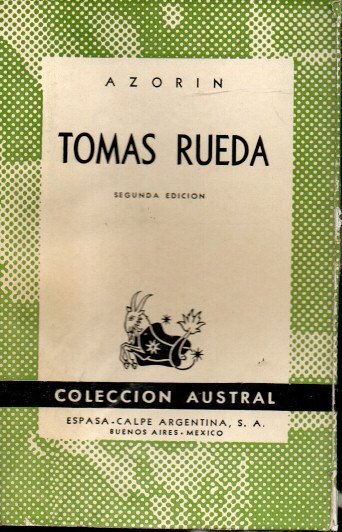 AZORIN
TOMAS RUEDA
SEGUNDA EDICION
COLECCION AUSTRAL
ESPASA-CALPE ARGENTINA, S. A.
BUENOS AIRES-MEXICO